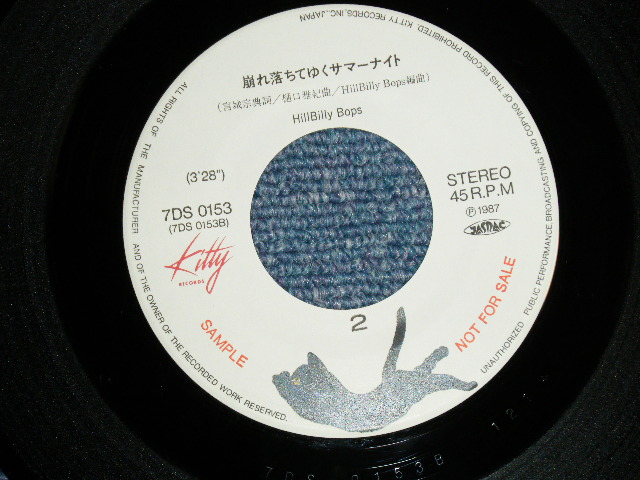 崩れ落ちてゆくサマーナイト
(宮城宗典詞/樋口雅紀曲/HillBilly Bops編曲)
HillBilly Bops
(3'28")
7DS 0153
(7DS 0153B)
Kitty
RECORDS
STEREO
45 R.P.M
Ⓟ1987
JASRAC
SAMPLE
NOT FOR SALE
2
ALL RIGHTS OF THE MANUFACTURER AND OF THE OWNER OF THE RECORDED WORK RESERVED.
UNAUTHORIZED PUBLIC PERFORMANCE, BROADCASTING AND COPYING OF THIS RECORD PROHIBITED. KITTY RECORDS, INC., JAPAN
7DS 0153B 121